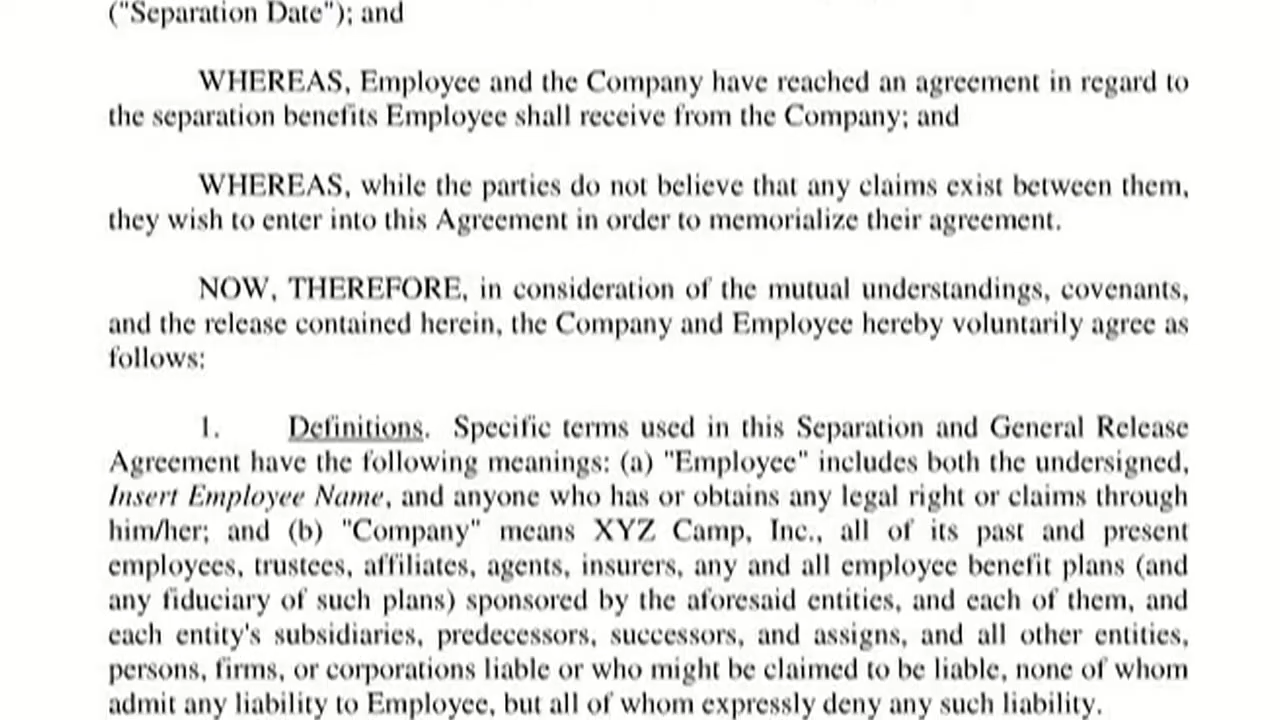 ("Separation Date"); and
WHEREAS, Employee and the Company have reached an agreement in regard to
the separation benefits Employee shall receive from the Company; and
WHEREAS, while the parties do not believe that any claims exist between them,
they wish to enter into this Agreement in order to memorialize their agreement.
NOW, THEREFORE, in consideration of the mutual understandings, covenants,
and the release contained herein, the Company and Employee hereby voluntarily agree as
follows:
1. Definitions. Specific terms used in this Separation and General Release
Agreement have the following meanings: (a) "Employee" includes both the undersigned,
Insert Employee Name, and anyone who has or obtains any legal right or claims through
him/her; and (b) "Company" means XYZ Camp, Inc., all of its past and present
employees, trustees, affiliates, agents, insurers, any and all employee benefit plans (and
any fiduciary of such plans) sponsored by the aforesaid entities, and each of them, and
each entity's subsidiaries, predecessors, successors, and assigns, and all other entities,
persons, firms, or corporations liable or who might be claimed to be liable, none of whom
admit any liability to Employee, but all of whom expressly deny any such liability.